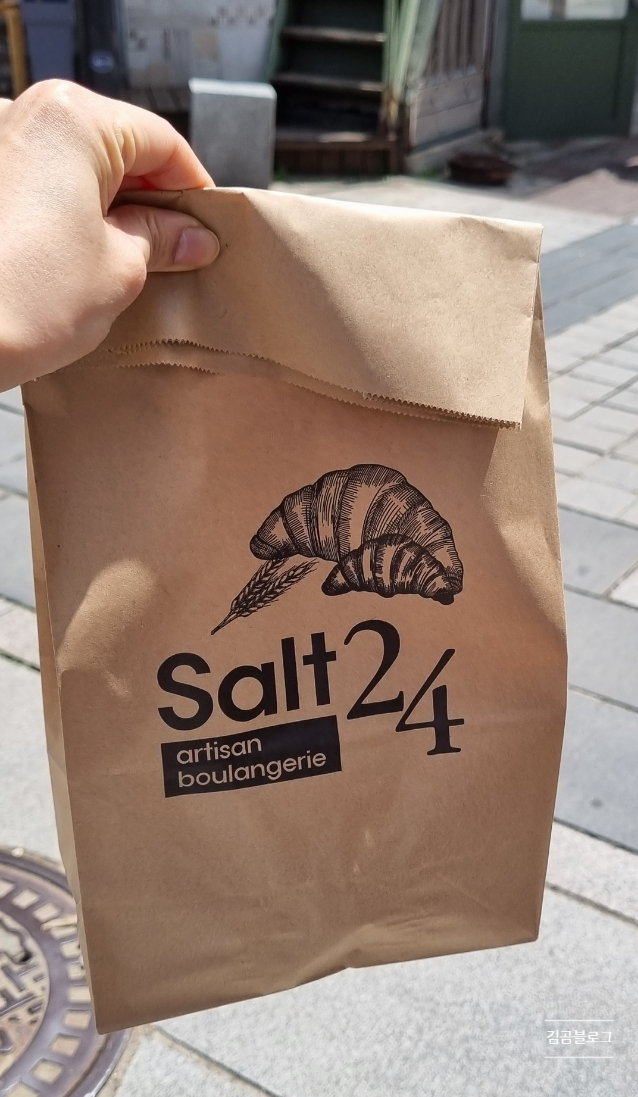 Salt24
artisan
boulangerie
김곰블로그